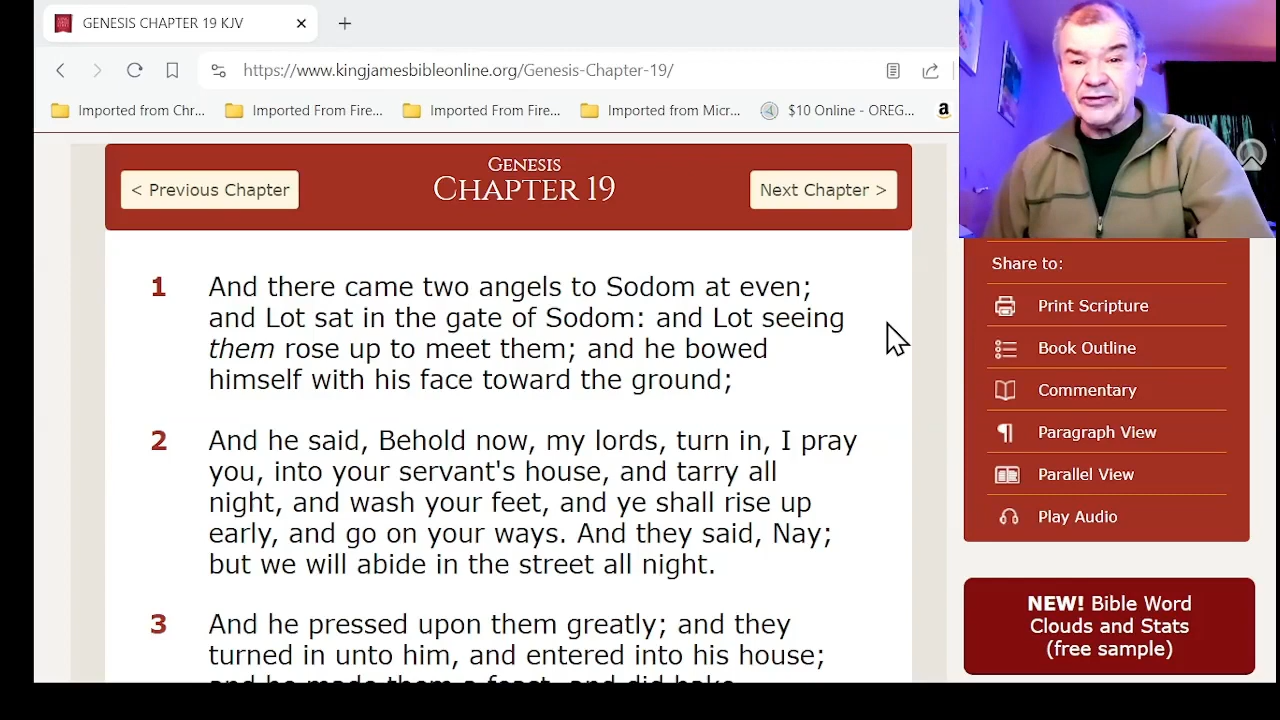 GENESIS CHAPTER 19 KJV
https://www.kingjamesbibleonline.org/Genesis-Chapter-19/
Imported from Chr... Imported From Fire... Imported From Fire... Imported from Micr... $10 Online - OREG... a
GENESIS
< Previous Chapter CHAPTER 19 Next Chapter >
1 And there came two angels to Sodom at even;
and Lot sat in the gate of Sodom: and Lot seeing
them rose up to meet them; and he bowed
himself with his face toward the ground;
2 And he said, Behold now, my lords, turn in, I pray
you, into your servant's house, and tarry all
night, and wash your feet, and ye shall rise up
early, and go on your ways. And they said, Nay;
but we will abide in the street all night.
3 And he pressed upon them greatly; and they
turned in unto him, and entered into his house;
and he made them a feast, and did bake
Share to:
Print Scripture
Book Outline
Commentary
Paragraph View
Parallel View
Play Audio
NEW! Bible Word
Clouds and Stats
(free sample)